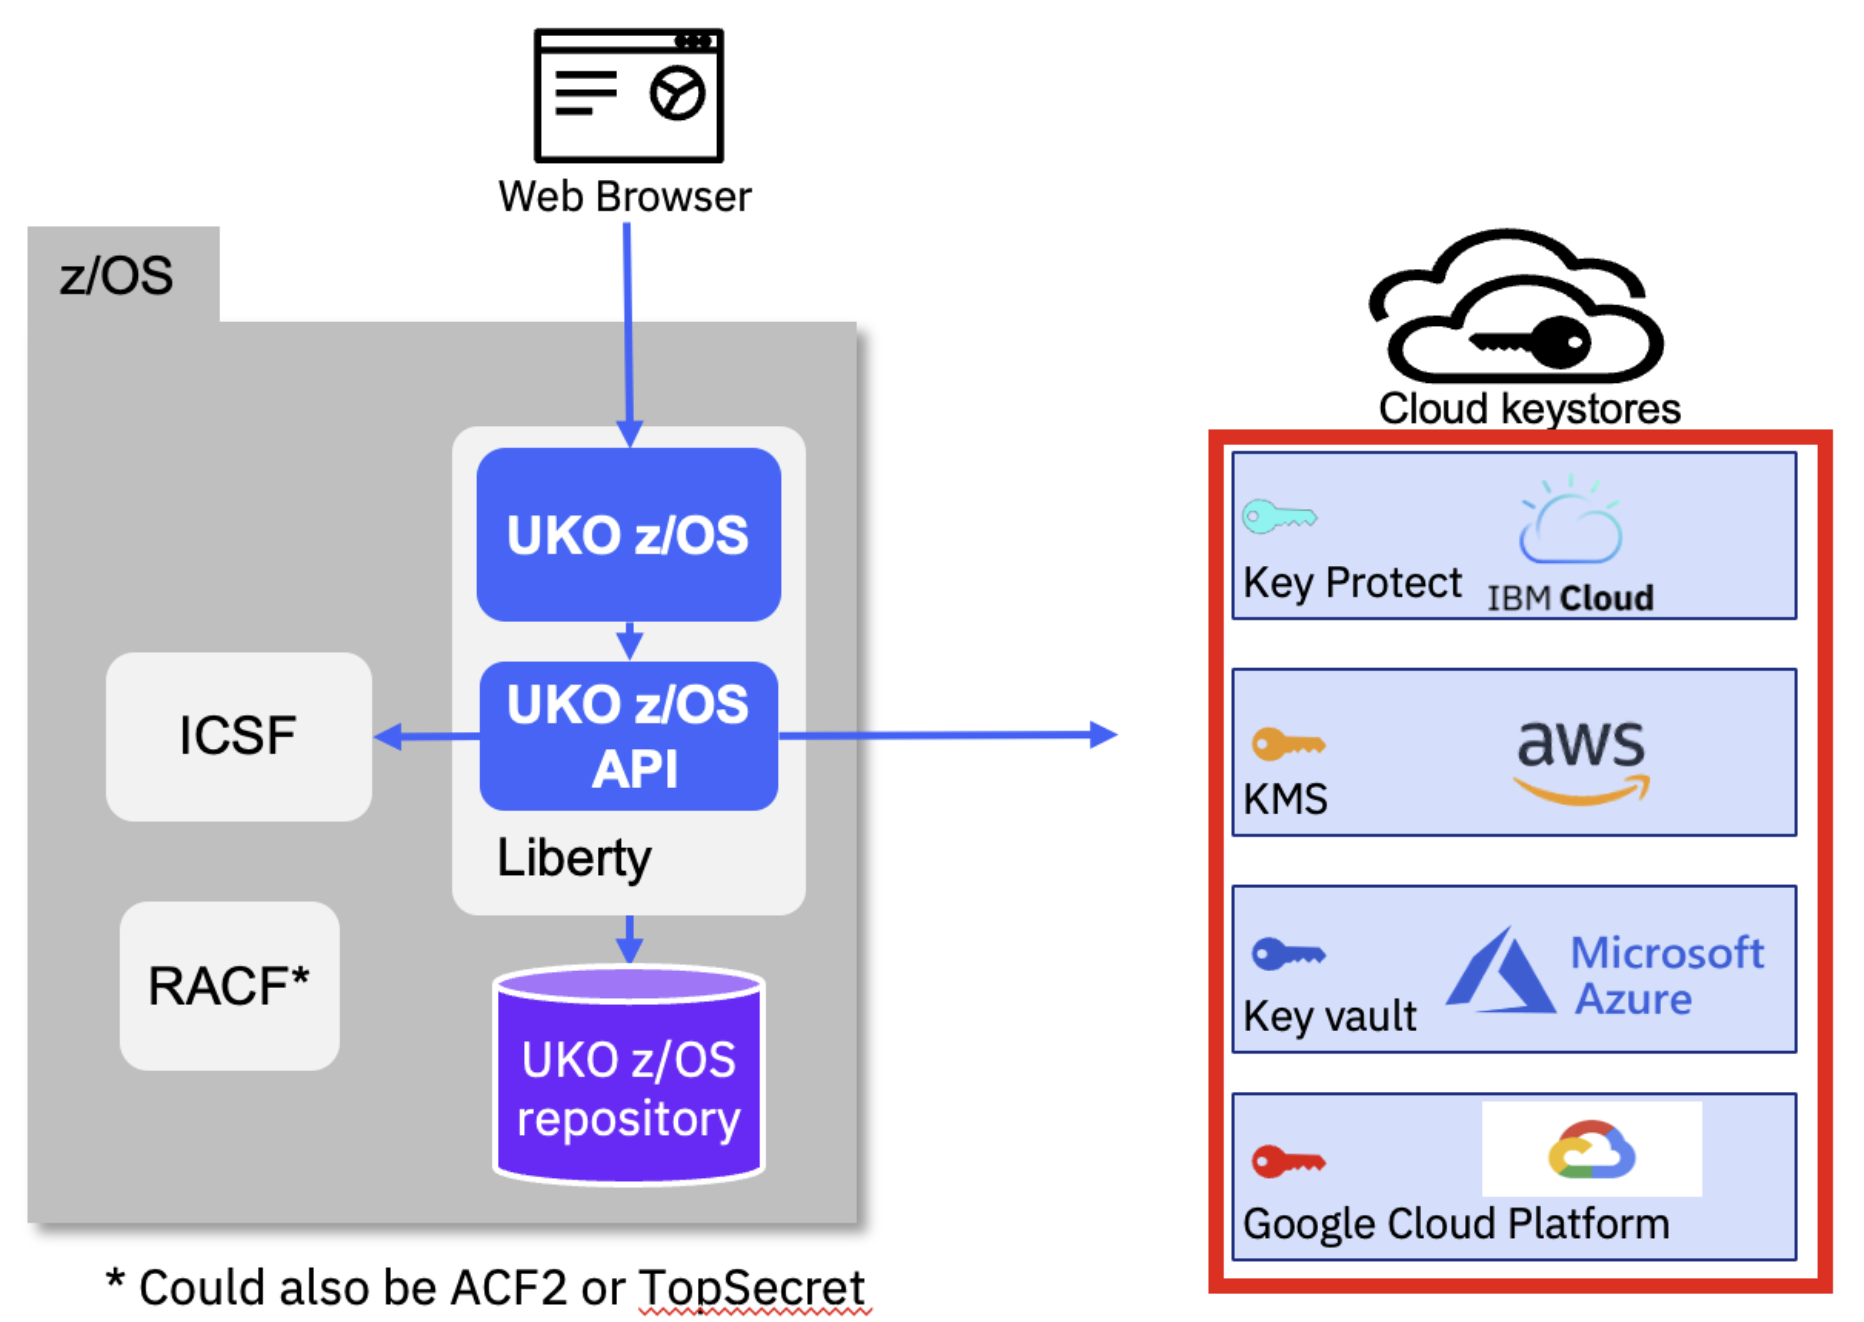 Web Browser
z/OS
UKO z/OS
UKO z/OS
API
Liberty
ICSF
RACF*
UKO z/OS
repository
* Could also be ACF2 or TopSecret
Cloud keystores
Key Protect
IBM Cloud
KMS
aws
Key vault
Microsoft
Azure
Google Cloud Platform